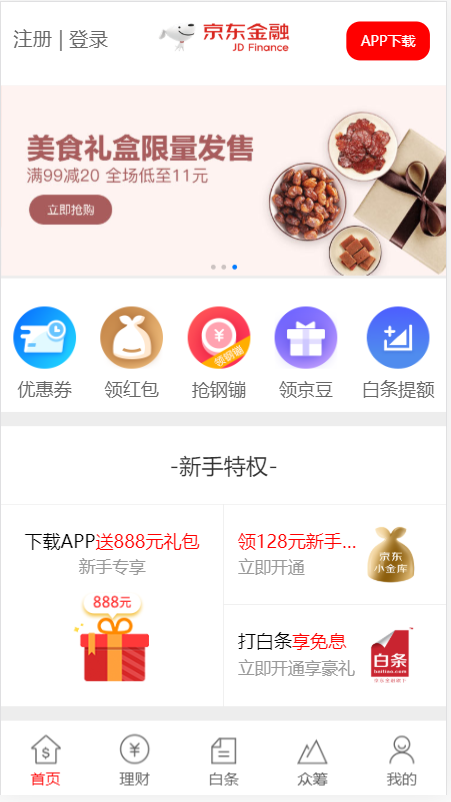 注册 | 登录
京东金融
JD Finance
APP下载
美食礼盒限量发售
满99减20 全场低至11元
立即抢购
优惠券
领红包
抢钢镚
领京豆
白条提额
领钢镚
-新手特权-
下载APP送888元礼包
新手专享
888元
领128元新手...
立即开通
京东
小金库
打白条享免息
立即开通享豪礼
白条
baitiao.com
首页
理财
白条
众筹
我的